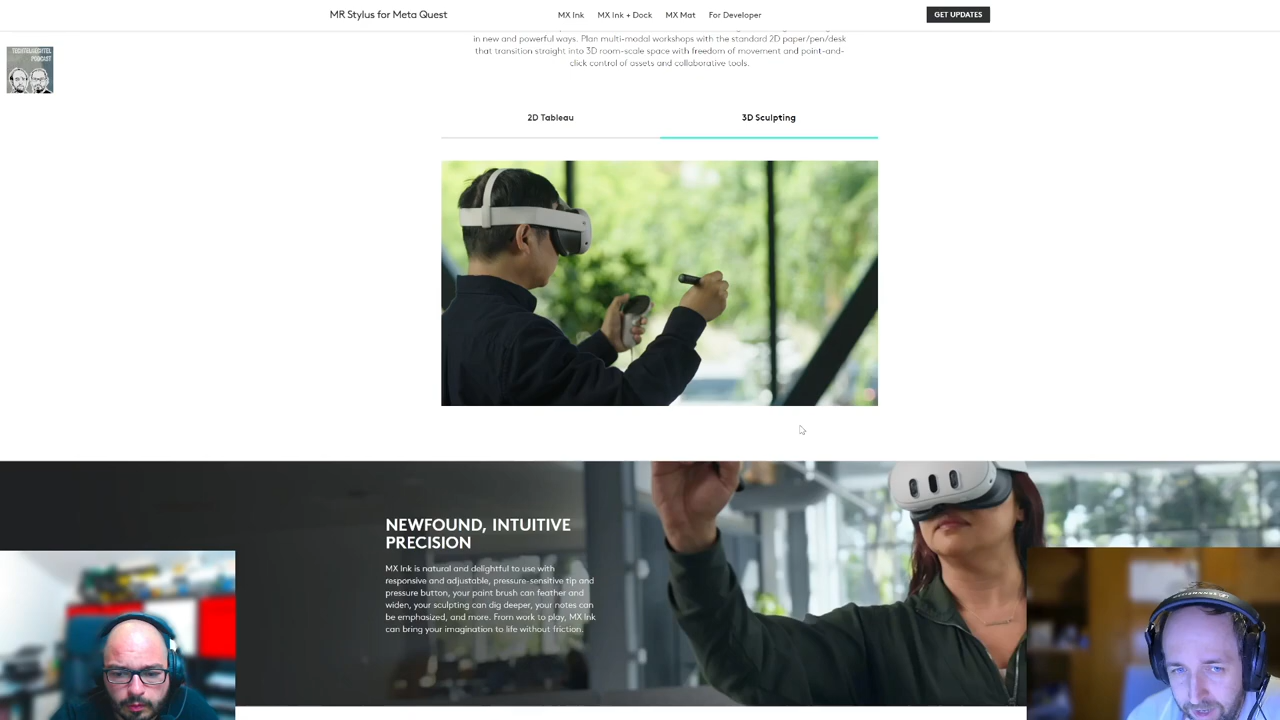 MR Stylus for Meta Quest
MX Ink
MX Ink + Dock
MX Mat
For Developer
GET UPDATES
TECHTELMECHTEL
PODCAST
in new and powerful ways. Plan multi-modal workshops with the standard 2D paper/pen/desk
that transition straight into 3D room-scale space with freedom of movement and point-and-
click control of assets and collaborative tools.
2D Tableau
3D Sculpting
NEWFOUND, INTUITIVE
PRECISION
MX Ink is natural and delightful to use with
responsive and adjustable, pressure-sensitive tip and
pressure button, your paint brush can feather and
widen, your sculpting can dig deeper, your notes can
be emphasized, and more. From work to play, MX Ink
can bring your imagination to life without friction.